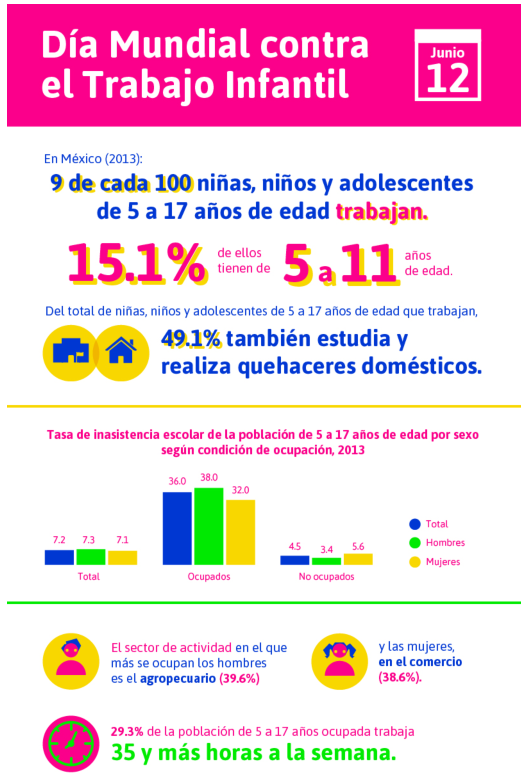 Día Mundial contra
el Trabajo Infantil
Junio
12
En México (2013):
9 de cada 100 niñas, niños y adolescentes
de 5 a 17 años de edad trabajan.
15.1% de ellos tienen de 5 a 11 años de edad.
Del total de niñas, niños y adolescentes de 5 a 17 años de edad que trabajan,
49.1% también estudia y
realiza quehaceres domésticos.
Tasa de inasistencia escolar de la población de 5 a 17 años de edad por sexo
según condición de ocupación, 2013
7.2 7.3 7.1
Total
36.0 38.0 32.0
Ocupados
4.5 3.4 5.6
No ocupados
Total
Hombres
Mujeres
El sector de actividad en el que
más se ocupan los hombres
es el agropecuario (39.6%)
y las mujeres,
en el comercio
(38.6%).
29.3% de la población de 5 a 17 años ocupada trabaja
35 y más horas a la semana.